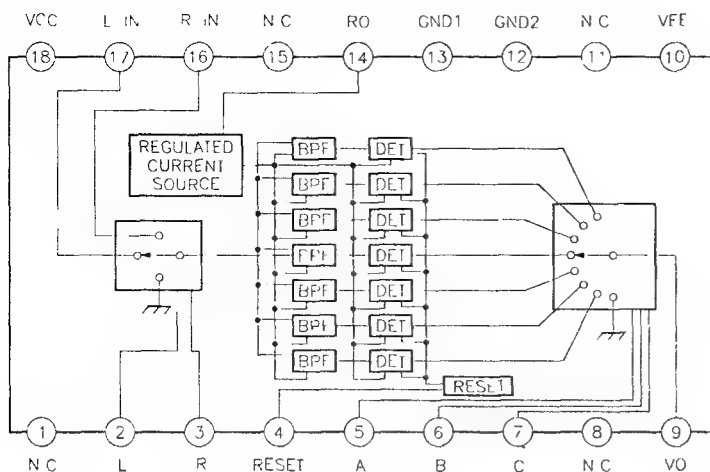 VCC L IN R IN N C RO GND1 GND2 N C VEE
18 17 16 15 14 13 12 11 10
REGULATED
CURRENT
SOURCE
BPF DET
BPF DET
BPF DET
BPF DET
BPF DET
BPF DET
BPF DET
RESET
1 2 3 4 5 6 7 8 9
N C L R RESET A B C N C VO